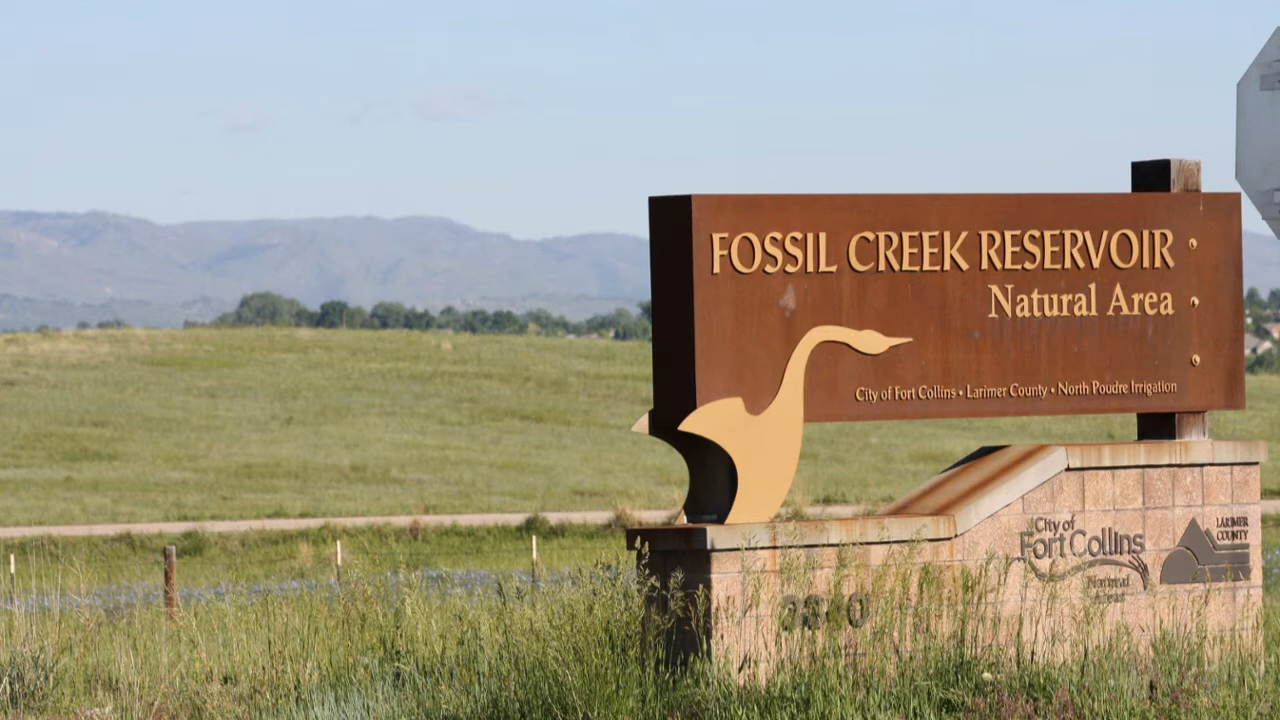 FOSSIL CREEK RESERVOIR
Natural Area
City of Fort Collins • Larimer County • North Poudre Irrigation
City of
Fort Collins
Natural
LARIMER
COUNTY